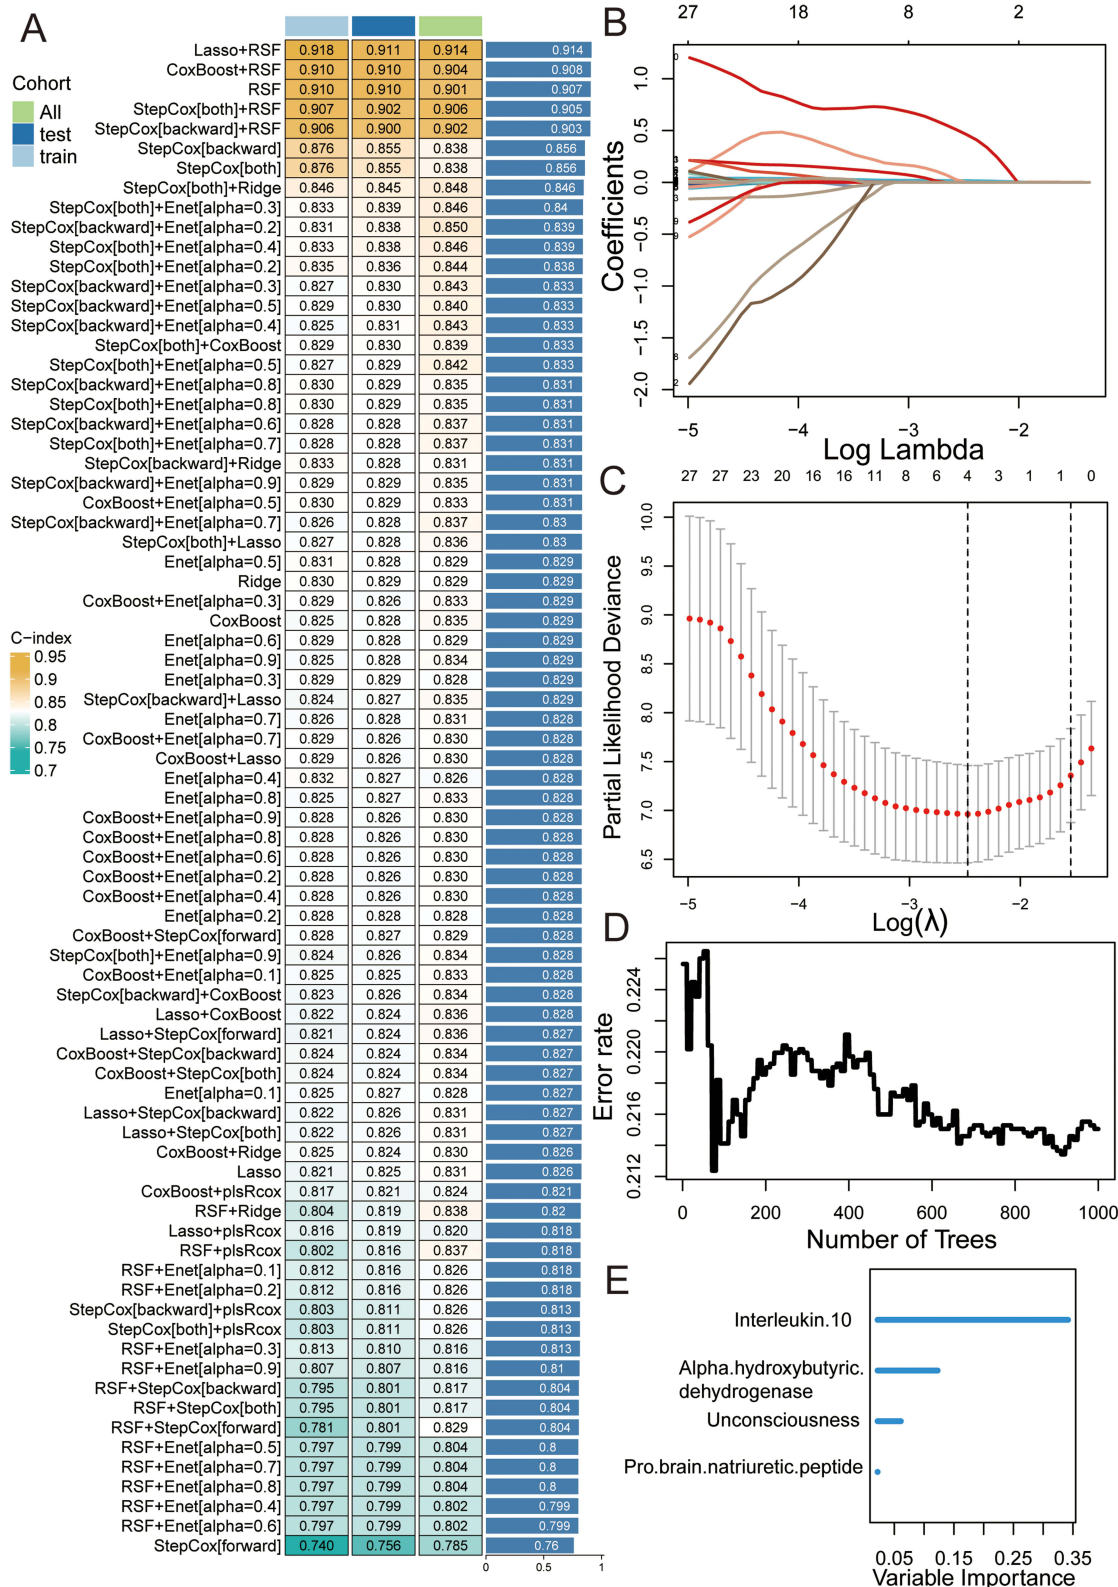 A
Cohort
All
test
train
C-index
0.95
0.9
0.85
0.8
0.75
0.7
Lasso+RSF 0.918 0.911 0.914 0.914
CoxBoost+RSF 0.910 0.910 0.904 0.908
RSF 0.910 0.910 0.901 0.907
StepCox[both]+RSF 0.907 0.902 0.906 0.905
StepCox[backward]+RSF 0.906 0.900 0.902 0.903
StepCox[backward] 0.876 0.855 0.838 0.856
StepCox[both] 0.876 0.855 0.838 0.856
StepCox[both]+Ridge 0.846 0.845 0.848 0.846
StepCox[both]+Enet[alpha=0.3] 0.833 0.839 0.846 0.84
StepCox[backward]+Enet[alpha=0.2] 0.831 0.838 0.850 0.839
StepCox[both]+Enet[alpha=0.4] 0.833 0.838 0.846 0.839
StepCox[both]+Enet[alpha=0.2] 0.835 0.836 0.844 0.838
StepCox[backward]+Enet[alpha=0.3] 0.827 0.830 0.843 0.833
StepCox[backward]+Enet[alpha=0.5] 0.829 0.830 0.840 0.833
StepCox[backward]+Enet[alpha=0.4] 0.825 0.831 0.843 0.833
StepCox[both]+CoxBoost 0.829 0.830 0.839 0.833
StepCox[both]+Enet[alpha=0.5] 0.827 0.829 0.842 0.833
StepCox[backward]+Enet[alpha=0.8] 0.830 0.829 0.835 0.831
StepCox[both]+Enet[alpha=0.8] 0.830 0.829 0.835 0.831
StepCox[backward]+Enet[alpha=0.6] 0.828 0.828 0.837 0.831
StepCox[both]+Enet[alpha=0.7] 0.828 0.828 0.837 0.831
StepCox[backward]+Ridge 0.833 0.828 0.831 0.831
StepCox[backward]+Enet[alpha=0.9] 0.829 0.829 0.835 0.831
CoxBoost+Enet[alpha=0.5] 0.830 0.829 0.833 0.831
StepCox[backward]+Enet[alpha=0.7] 0.826 0.828 0.837 0.83
StepCox[both]+Lasso 0.827 0.828 0.836 0.83
Enet[alpha=0.5] 0.831 0.828 0.829 0.829
Ridge 0.830 0.829 0.829 0.829
CoxBoost+Enet[alpha=0.3] 0.829 0.826 0.833 0.829
CoxBoost 0.825 0.828 0.835 0.829
Enet[alpha=0.6] 0.829 0.828 0.829 0.829
Enet[alpha=0.9] 0.825 0.828 0.834 0.829
Enet[alpha=0.3] 0.829 0.829 0.828 0.829
StepCox[backward]+Lasso 0.824 0.827 0.835 0.829
Enet[alpha=0.7] 0.826 0.828 0.831 0.828
CoxBoost+Enet[alpha=0.7] 0.829 0.826 0.830 0.828
CoxBoost+Lasso 0.829 0.826 0.830 0.828
Enet[alpha=0.4] 0.832 0.827 0.826 0.828
Enet[alpha=0.8] 0.825 0.827 0.833 0.828
CoxBoost+Enet[alpha=0.9] 0.828 0.826 0.830 0.828
CoxBoost+Enet[alpha=0.8] 0.828 0.826 0.830 0.828
CoxBoost+Enet[alpha=0.6] 0.828 0.826 0.830 0.828
CoxBoost+Enet[alpha=0.2] 0.828 0.826 0.830 0.828
CoxBoost+Enet[alpha=0.4] 0.828 0.826 0.830 0.828
Enet[alpha=0.2] 0.828 0.828 0.828 0.828
CoxBoost+StepCox[forward] 0.828 0.827 0.829 0.828
StepCox[both]+Enet[alpha=0.9] 0.824 0.826 0.834 0.828
CoxBoost+Enet[alpha=0.1] 0.825 0.825 0.833 0.828
StepCox[backward]+CoxBoost 0.823 0.826 0.834 0.828
Lasso+CoxBoost 0.822 0.824 0.836 0.828
Lasso+StepCox[forward] 0.821 0.824 0.836 0.827
CoxBoost+StepCox[backward] 0.824 0.824 0.834 0.827
CoxBoost+StepCox[both] 0.824 0.824 0.834 0.827
Enet[alpha=0.1] 0.825 0.827 0.828 0.827
Lasso+StepCox[backward] 0.822 0.826 0.831 0.827
Lasso+StepCox[both] 0.822 0.826 0.831 0.827
CoxBoost+Ridge 0.825 0.824 0.830 0.826
Lasso 0.821 0.825 0.831 0.826
CoxBoost+plsRcox 0.817 0.821 0.824 0.821
RSF+Ridge 0.804 0.819 0.838 0.82
Lasso+plsRcox 0.816 0.819 0.820 0.818
RSF+plsRcox 0.802 0.816 0.837 0.818
RSF+Enet[alpha=0.1] 0.812 0.816 0.826 0.818
RSF+Enet[alpha=0.2] 0.812 0.816 0.826 0.818
StepCox[backward]+plsRcox 0.803 0.811 0.826 0.813
StepCox[both]+plsRcox 0.803 0.811 0.826 0.813
RSF+Enet[alpha=0.3] 0.813 0.810 0.816 0.813
RSF+Enet[alpha=0.9] 0.807 0.807 0.816 0.81
RSF+StepCox[backward] 0.795 0.801 0.817 0.804
RSF+StepCox[both] 0.795 0.801 0.817 0.804
RSF+StepCox[forward] 0.781 0.801 0.829 0.804
RSF+Enet[alpha=0.5] 0.797 0.799 0.804 0.8
RSF+Enet[alpha=0.7] 0.797 0.799 0.804 0.8
RSF+Enet[alpha=0.8] 0.797 0.799 0.804 0.8
RSF+Enet[alpha=0.4] 0.797 0.799 0.802 0.799
RSF+Enet[alpha=0.6] 0.797 0.799 0.802 0.799
StepCox[forward] 0.740 0.756 0.785 0.76
0 0.5 1
B
27 18 8 2
Coefficients
1.0
0.5
0.0
−0.5
−1.0
−1.5
−2.0
−5 −4 −3 −2
Log Lambda
C
27 27 23 20 16 16 11 8 6 4 3 1 1 0
Partial Likelihood Deviance
10.0
9.5
9.0
8.5
8.0
7.5
7.0
6.5
−5 −4 −3 −2
Log(λ)
D
Error rate
0.224
0.220
0.216
0.212
0 200 400 600 800 1000
Number of Trees
E
Interleukin.10
Alpha.hydroxybutyric.
dehydrogenase
Unconsciousness
Pro.brain.natriuretic.peptide
0.05 0.15 0.25 0.35
Variable Importance